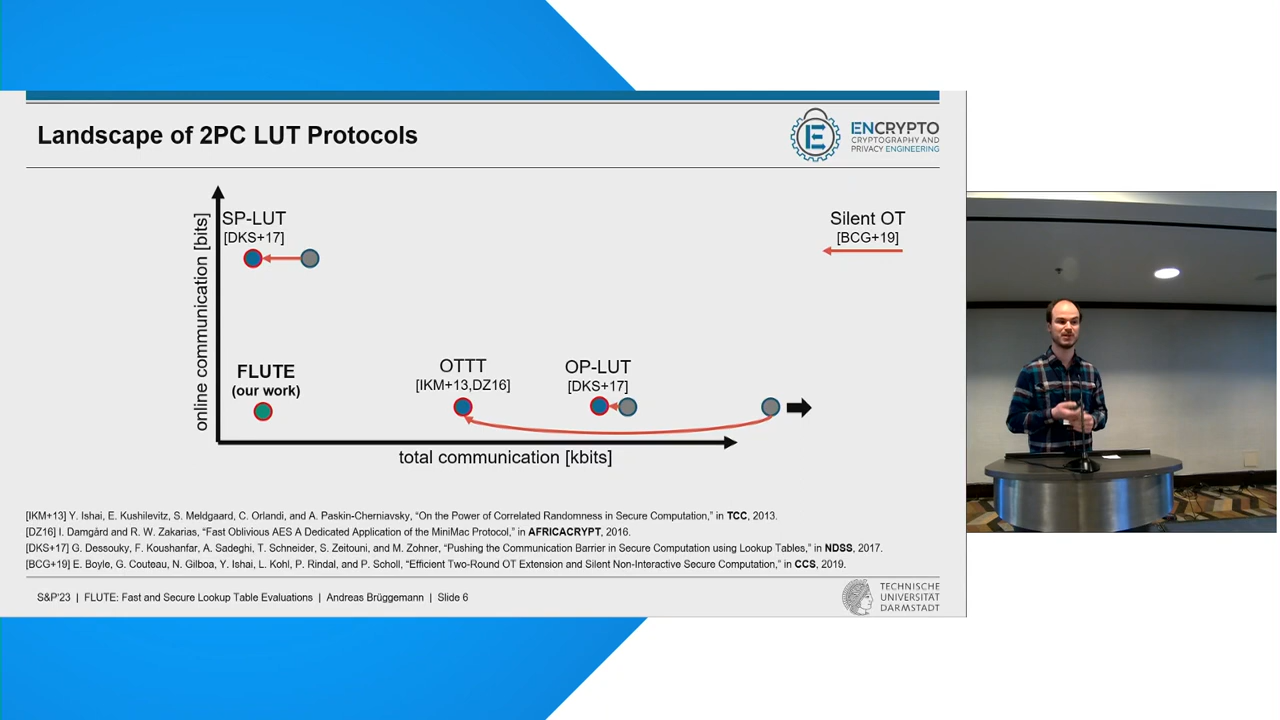 Landscape of 2PC LUT Protocols
ENCRYPTO
CRYPTOGRAPHY AND
PRIVACY ENGINEERING
online communication [bits]
SP-LUT
[DKS+17]
Silent OT
[BCG+19]
FLUTE
(our work)
OTTT
[IKM+13,DZ16]
OP-LUT
[DKS+17]
total communication [kbits]
[IKM+13] Y. Ishai, E. Kushilevitz, S. Meldgaard, C. Orlandi, and A. Paskin-Cherniavsky, “On the Power of Correlated Randomness in Secure Computation,” in TCC, 2013.
[DZ16] I. Damgård and R. W. Zakarias, “Fast Oblivious AES A Dedicated Application of the MiniMac Protocol,” in AFRICACRYPT, 2016.
[DKS+17] G. Dessouky, F. Koushanfar, A. Sadeghi, T. Schneider, S. Zeitouni, and M. Zohner, “Pushing the Communication Barrier in Secure Computation using Lookup Tables,” in NDSS, 2017.
[BCG+19] E. Boyle, G. Couteau, N. Gilboa, Y. Ishai, L. Kohl, P. Rindal, and P. Scholl, “Efficient Two-Round OT Extension and Silent Non-Interactive Secure Computation,” in CCS, 2019.
S&P'23 | FLUTE: Fast and Secure Lookup Table Evaluations | Andreas Brüggemann | Slide 6
TECHNISCHE
UNIVERSITÄT
DARMSTADT